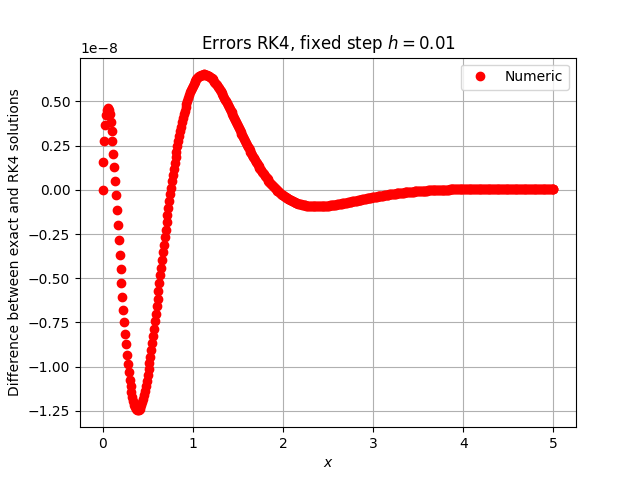 Errors RK4, fixed step h = 0.01
1e−8
Numeric
Difference between exact and RK4 solutions
0.50
0.25
0.00
−0.25
−0.50
−0.75
−1.00
−1.25
0 1 2 3 4 5
x